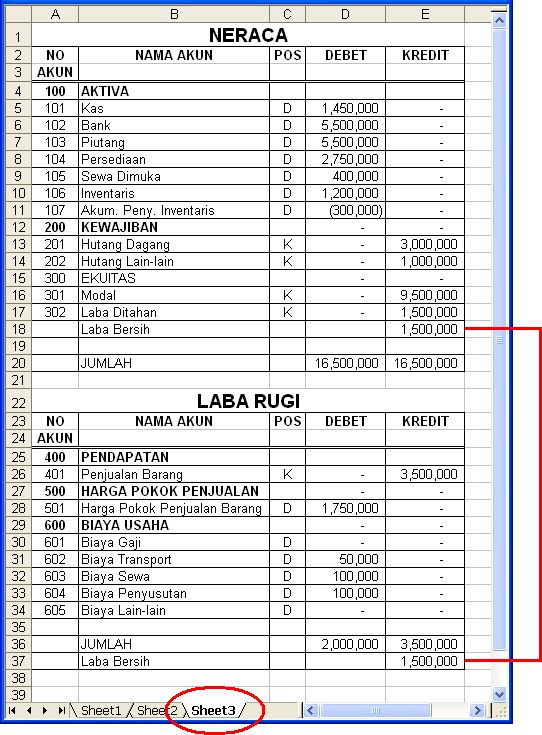 A B C D E
1 NERACA
2 NO NAMA AKUN POS DEBET KREDIT
3 AKUN
4 100 AKTIVA
5 101 Kas D 1,450,000 -
6 102 Bank D 5,500,000 -
7 103 Piutang D 5,500,000 -
8 104 Persediaan D 2,750,000 -
9 105 Sewa Dimuka D 400,000 -
10 106 Inventaris D 1,200,000 -
11 107 Akum. Peny. Inventaris D (300,000) -
12 200 KEWAJIBAN - -
13 201 Hutang Dagang K - 3,000,000
14 202 Hutang Lain-lain K - 1,000,000
15 300 EKUITAS - -
16 301 Modal K - 9,500,000
17 302 Laba Ditahan K - 1,500,000
18 Laba Bersih 1,500,000
19
20 JUMLAH 16,500,000 16,500,000
21
22 LABA RUGI
23 NO NAMA AKUN POS DEBET KREDIT
24 AKUN
25 400 PENDAPATAN
26 401 Penjualan Barang K - 3,500,000
27 500 HARGA POKOK PENJUALAN - -
28 501 Harga Pokok Penjualan Barang D 1,750,000 -
29 600 BIAYA USAHA - -
30 601 Biaya Gaji D - -
31 602 Biaya Transport D 50,000 -
32 603 Biaya Sewa D 100,000 -
33 604 Biaya Penyusutan D 100,000 -
34 605 Biaya Lain-lain D - -
35
36 JUMLAH 2,000,000 3,500,000
37 Laba Bersih 1,500,000
38
39
Sheet1 Sheet2 Sheet3